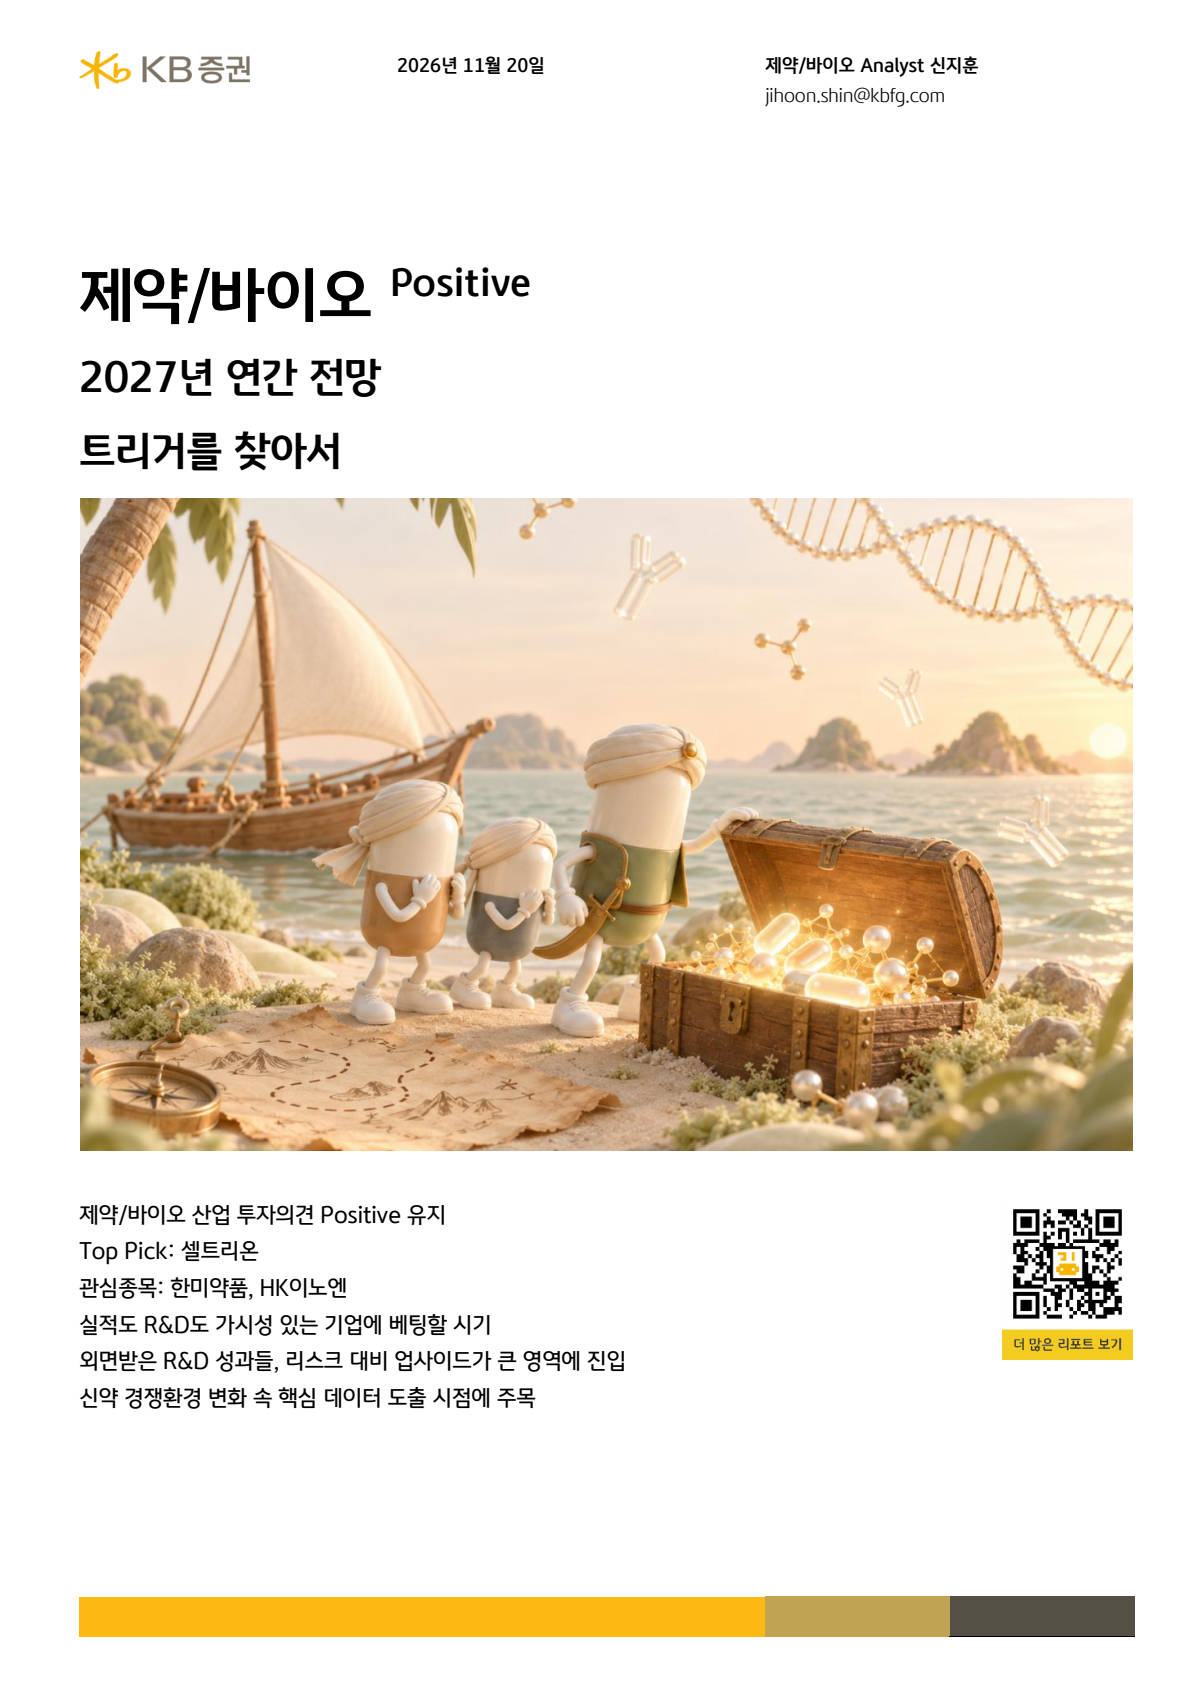 KB증권
2026년 11월 20일
제약/바이오 Analyst 신지훈
jihoon.shin@kbfg.com
제약/바이오 Positive
2027년 연간 전망
트리거를 찾아서
제약/바이오 산업 투자의견 Positive 유지
Top Pick: 셀트리온
관심종목: 한미약품, HK이노엔
실적도 R&D도 가시성 있는 기업에 베팅할 시기
외면받은 R&D 성과들, 리스크 대비 업사이드가 큰 영역에 진입
신약 경쟁환경 변화 속 핵심 데이터 도출 시점에 주목
더 많은 리포트 보기